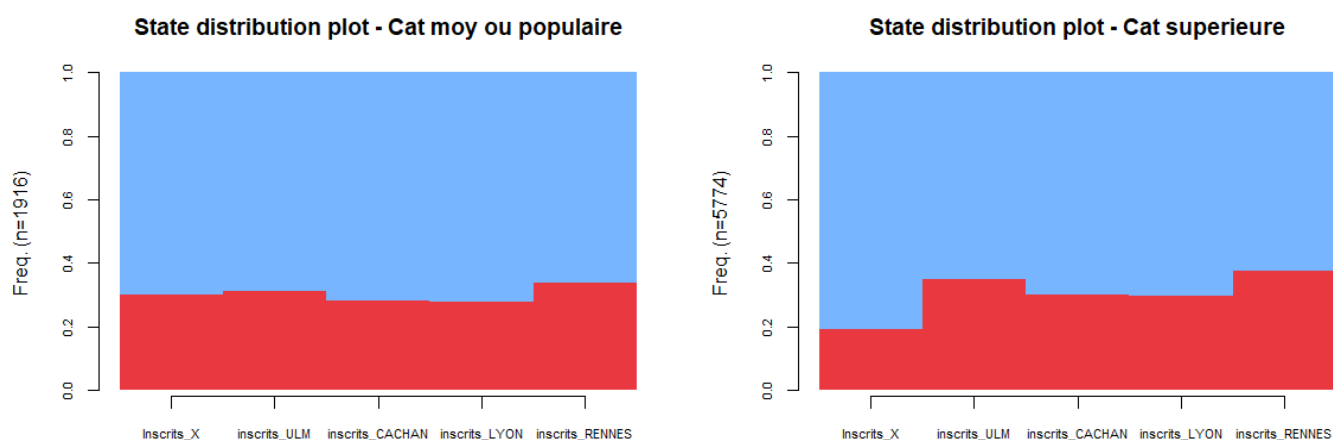 State distribution plot - Cat moy ou populaire
Freq. (n=1916)
0.0 0.2 0.4 0.6 0.8 1.0
Inscrits_X inscrits_ULM inscrits_CACHAN inscrits_LYON inscrits_RENNES
State distribution plot - Cat superieure
Freq. (n=5774)
0.0 0.2 0.4 0.6 0.8 1.0
Inscrits_X inscrits_ULM inscrits_CACHAN inscrits_LYON inscrits_RENNES